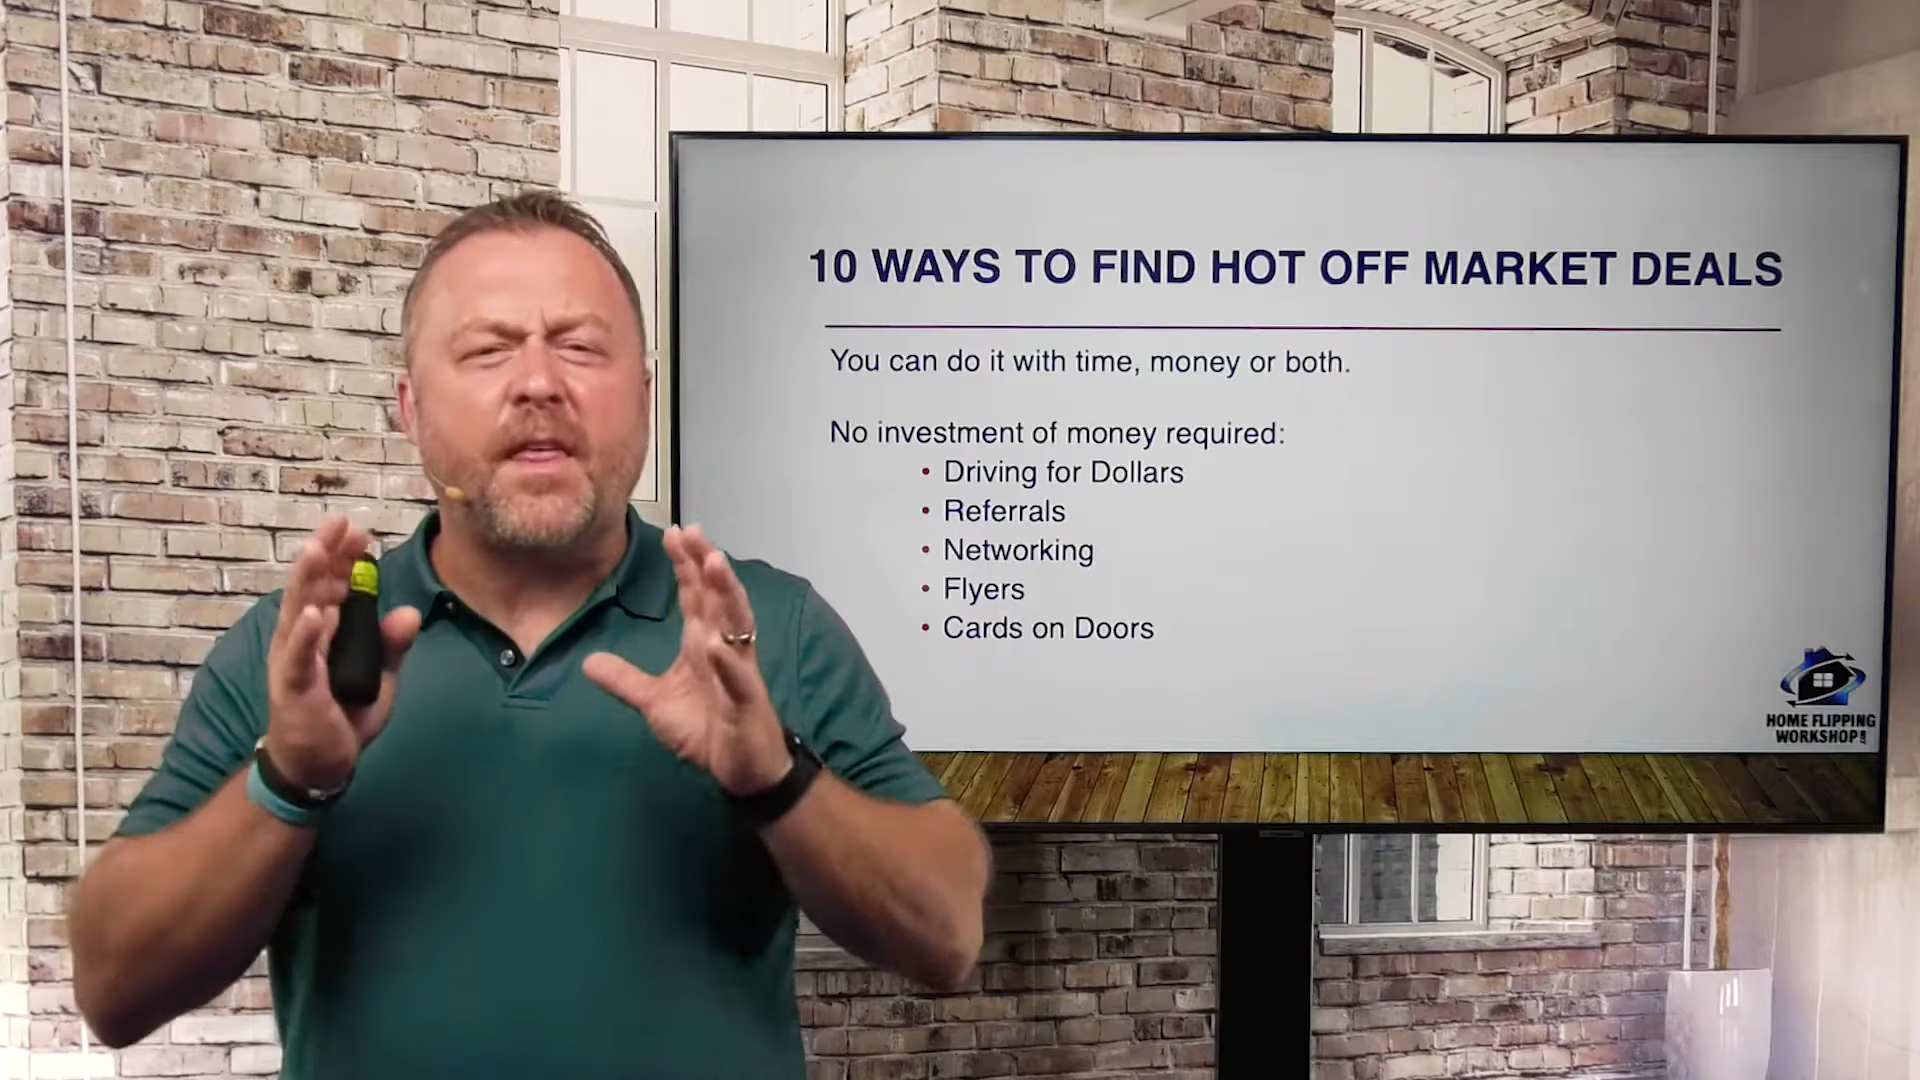 10 WAYS TO FIND HOT OFF MARKET DEALS
You can do it with time, money or both.
No investment of money required:
• Driving for Dollars
• Referrals
• Networking
• Flyers
• Cards on Doors
HOME FLIPPING
WORKSHOP!